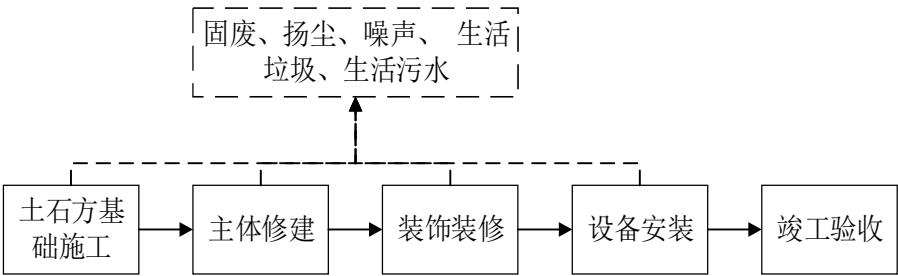 固废、扬尘、噪声、 生活
垃圾、生活污水
土石方基
础施工
主体修建
装饰装修
设备安装
竣工验收